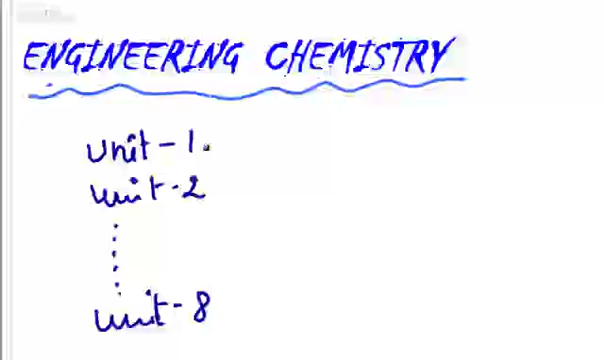 ENGINEERING CHEMISTRY
Unit - 1.
unit - 2
unit - 8